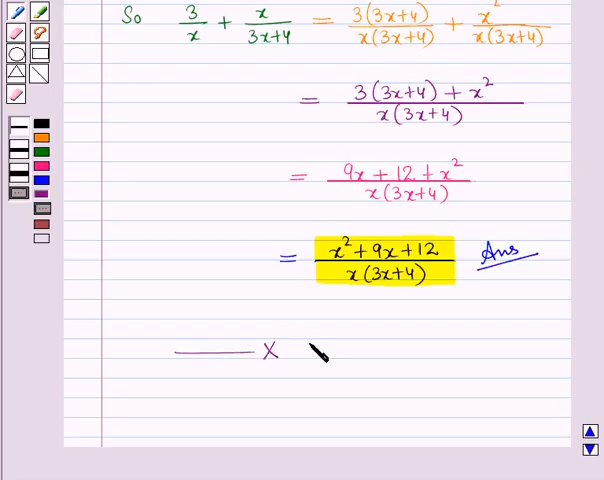 So 3/x + x/3x+4 = 3(3x+4)/x(3x+4) + x²/x(3x+4)
= 3(3x+4) + x²/x(3x+4)
= 9x + 12 + x²/x(3x+4)
= x² + 9x + 12/x(3x+4) Ans
X